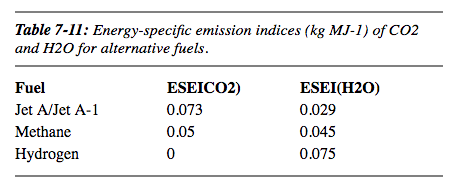 Table 7-11: Energy-specific emission indices (kg MJ-1) of CO2
and H2O for alternative fuels.
Fuel ESEICO2) ESEI(H2O)
Jet A/Jet A-1 0.073 0.029
Methane 0.05 0.045
Hydrogen 0 0.075